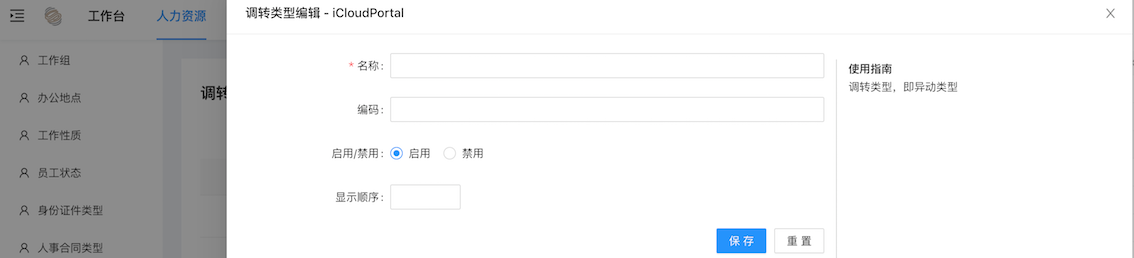 工作台
人力资源
调转类型编辑 - iCloudPortal
工作组
办公地点
工作性质
员工状态
身份证件类型
人事合同类型
调转
* 名称:
编码:
启用/禁用: 启用 禁用
显示顺序:
保 存 重 置
使用指南
调转类型，即异动类型